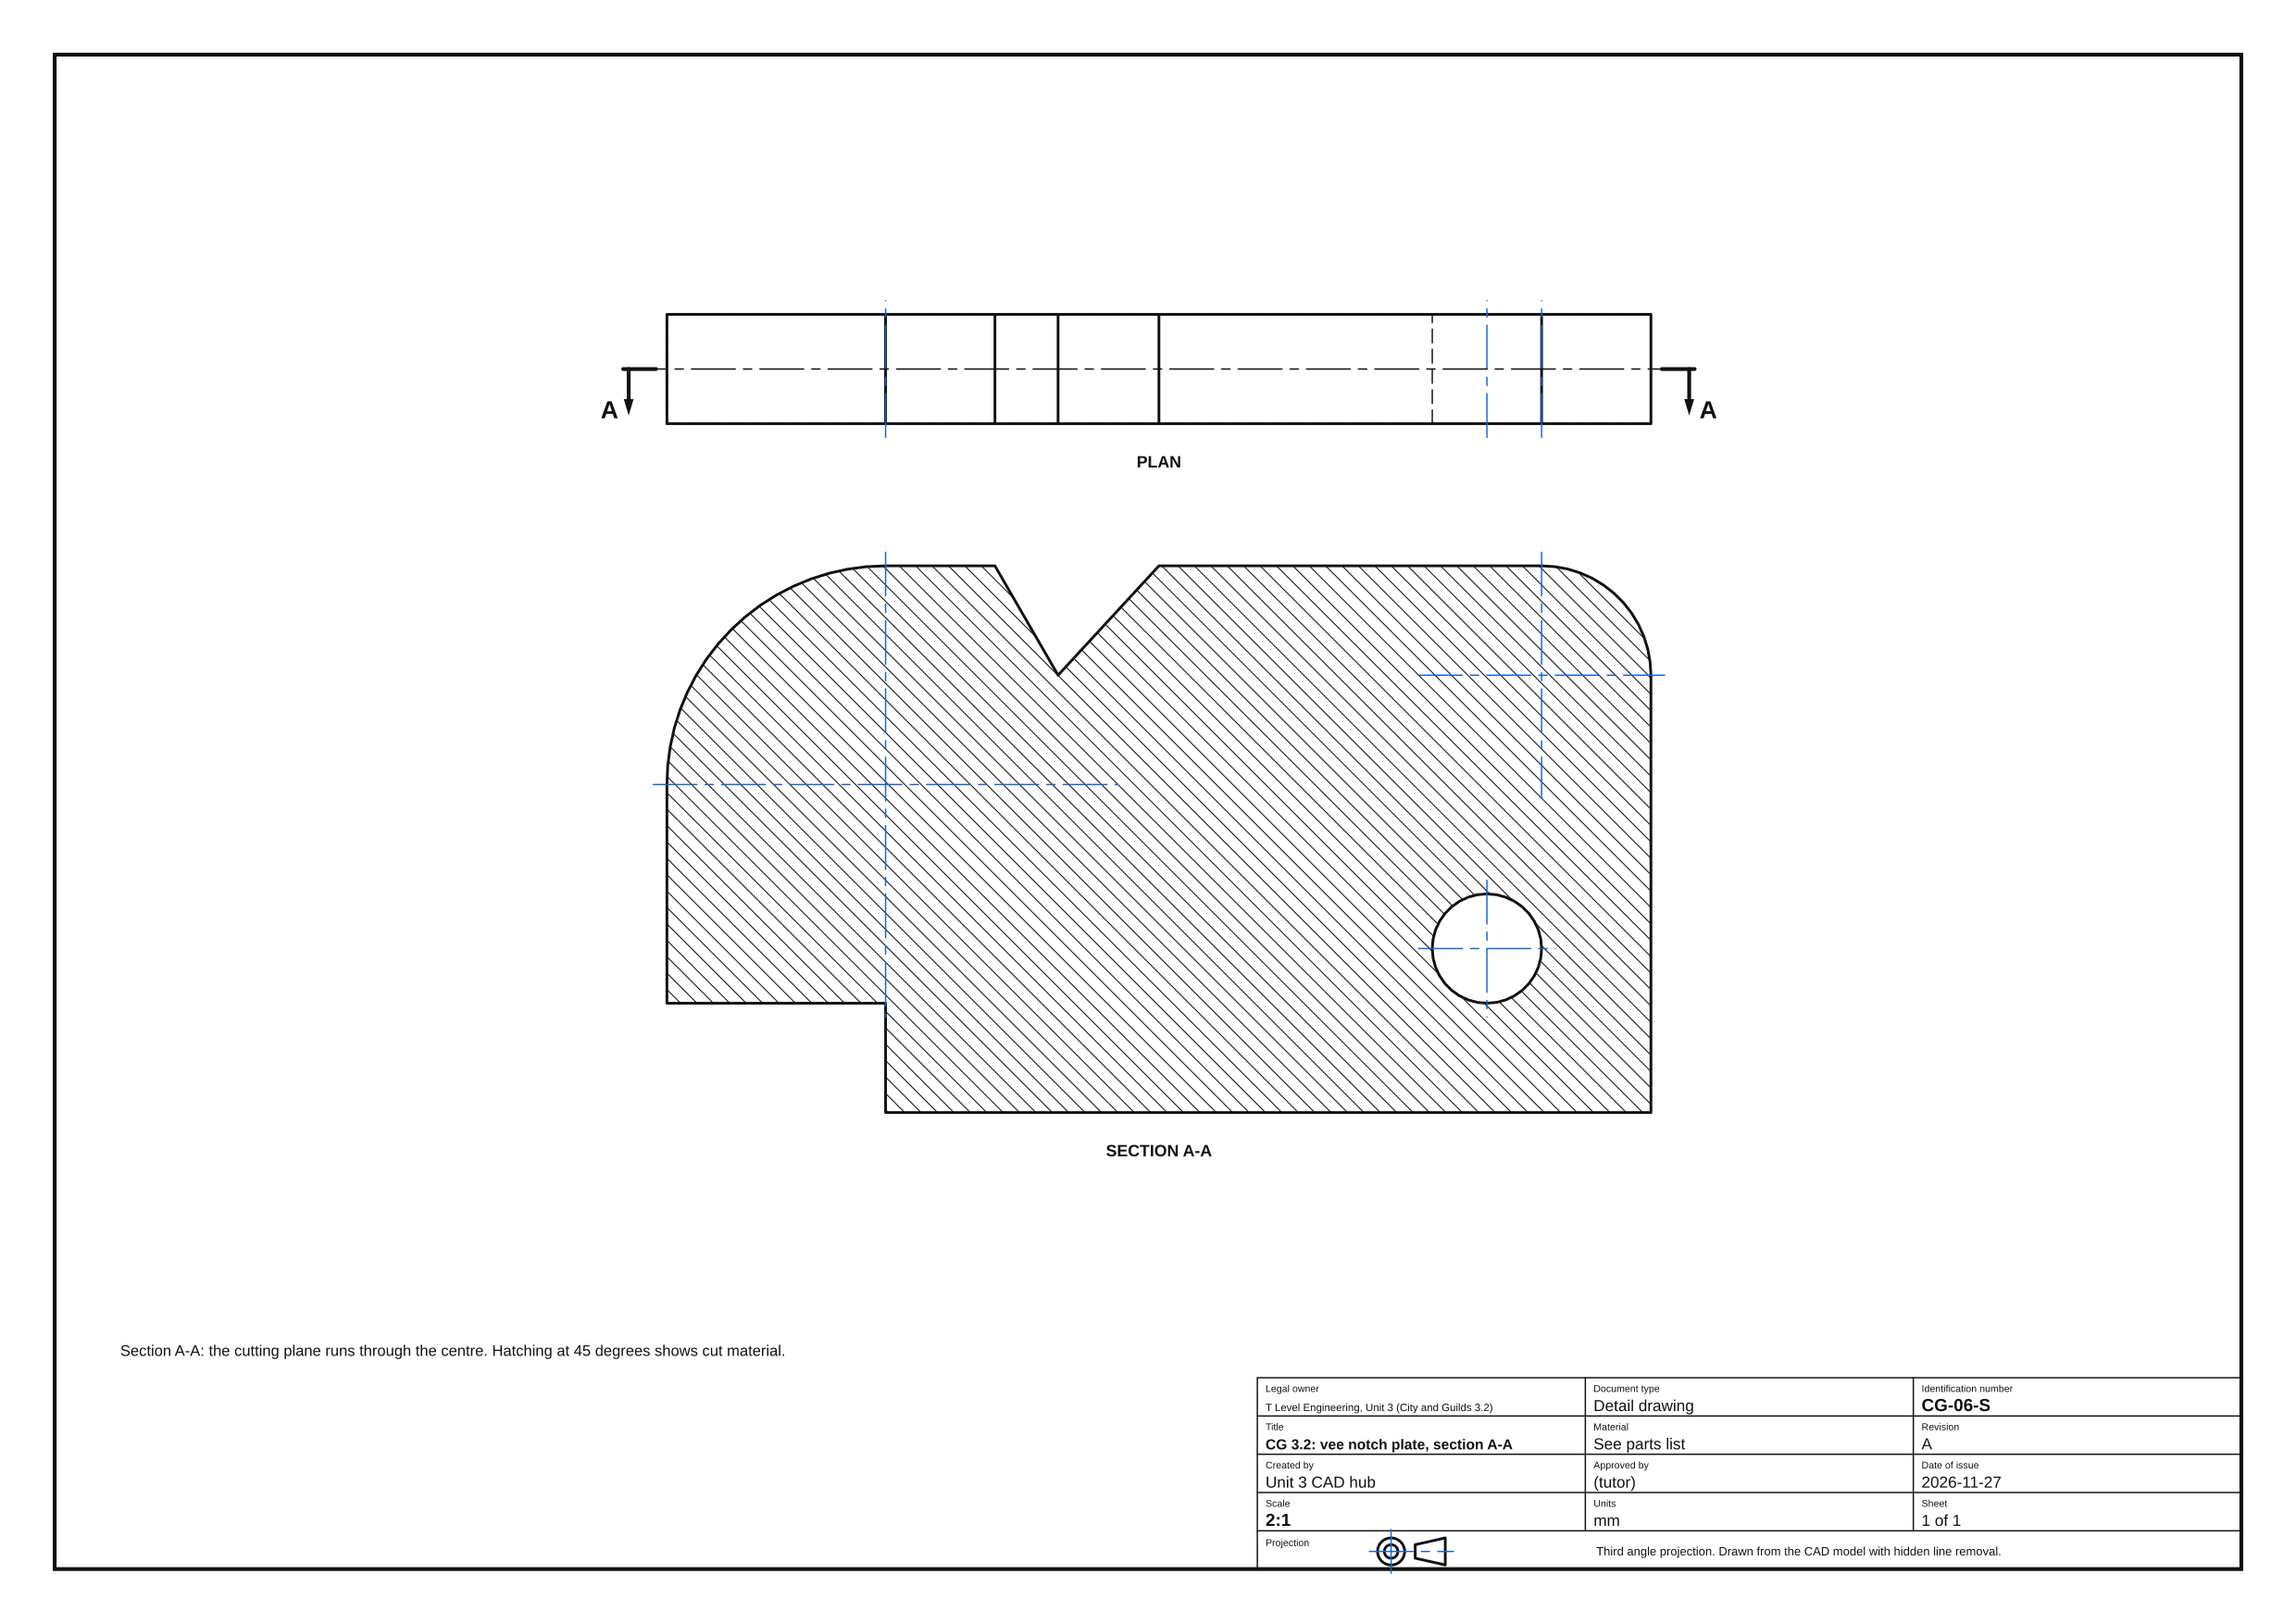 A
A
PLAN
SECTION A-A
Section A-A: the cutting plane runs through the centre. Hatching at 45 degrees shows cut material.
Legal owner
T Level Engineering, Unit 3 (City and Guilds 3.2)
Document type
Detail drawing
Identification number
CG-06-S
Title
CG 3.2: vee notch plate, section A-A
Material
See parts list
Revision
A
Created by
Unit 3 CAD hub
Approved by
(tutor)
Date of issue
2026-11-27
Scale
2:1
Units
mm
Sheet
1 of 1
Projection
Third angle projection. Drawn from the CAD model with hidden line removal.